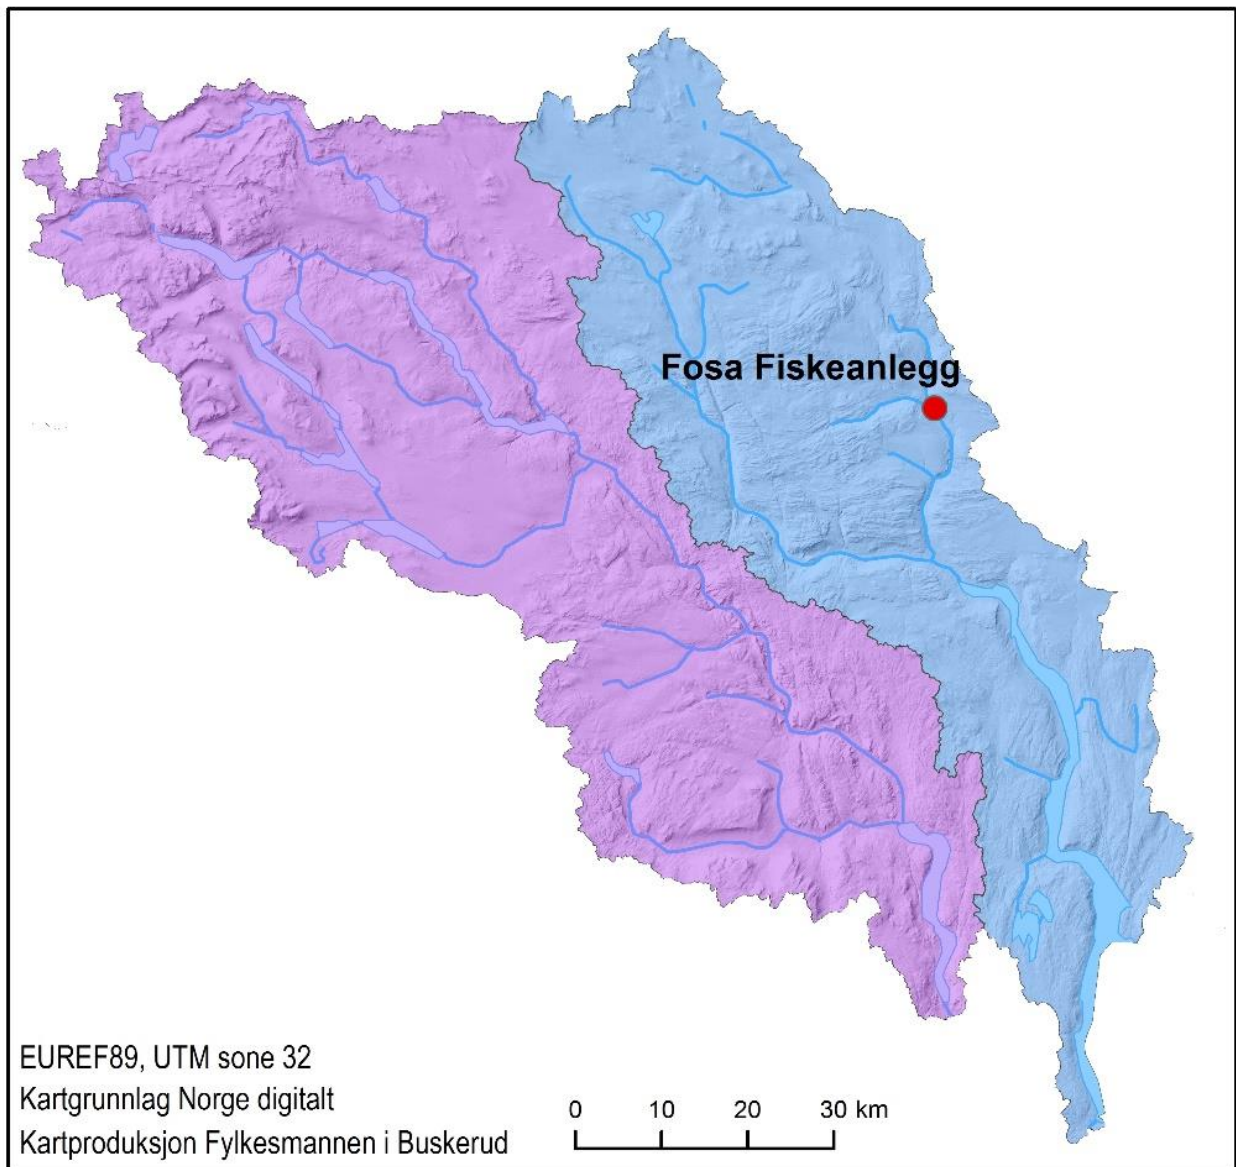 Fosa Fiskeanlegg
EUREF89, UTM sone 32
Kartgrunnlag Norge digitalt
Kartproduksjon Fylkesmannen i Buskerud
0 10 20 30 km